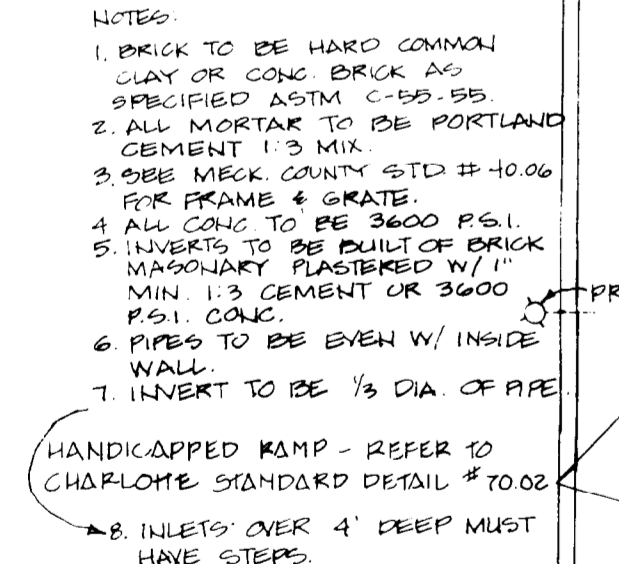 NOTES:
1. BRICK TO BE HARD COMMON
CLAY OR CONC. BRICK AS
SPECIFIED ASTM C-55-55.
2. ALL MORTAR TO BE PORTLAND
CEMENT 1:3 MIX.
3. SEE MECK. COUNTY STD. # 40.06
FOR FRAME & GRATE.
4 ALL CONC. TO BE 3600 P.S.I.
5. INVERTS TO BE BUILT OF BRICK
MASONARY PLASTERED W/ 1"
MIN. 1:3 CEMENT OR 3600
P.S.I. CONC.
PR
6. PIPES TO BE EVEN W/ INSIDE
WALL.
7. INVERT TO BE 1/3 DIA. OF PIPE.
HANDICAPPED RAMP - REFER TO
CHARLOTTE STANDARD DETAIL # 70.02
8. INLETS OVER 4' DEEP MUST
HAVE STEPS.